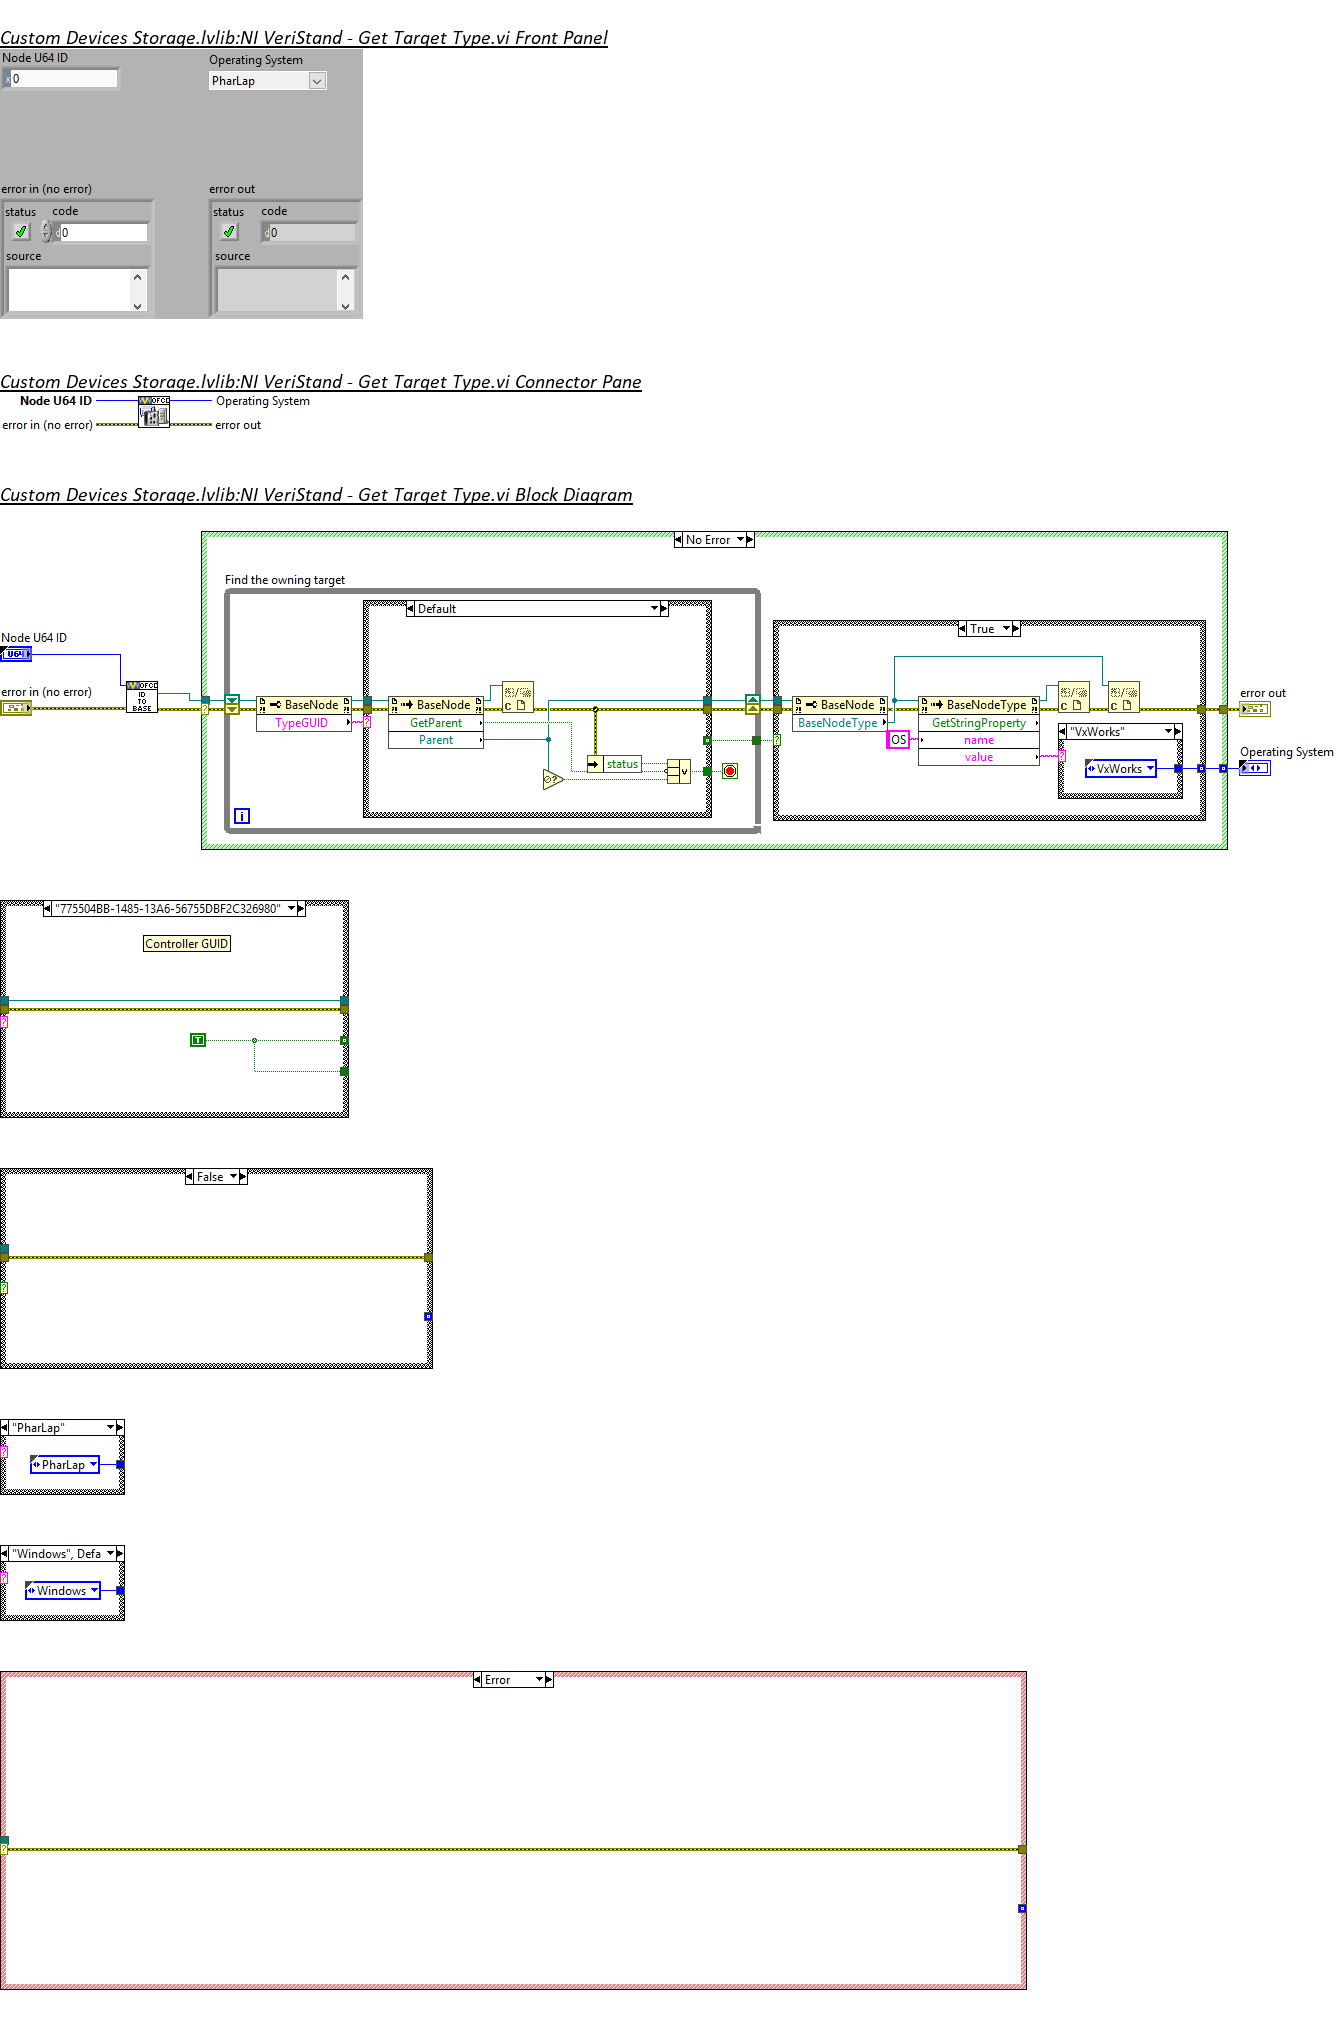 Custom Devices Storage.lvlib:NI VeriStand - Get Target Type.vi Front Panel
Node U64 ID
Operating System
x 0
PharLap
error in (no error)
error out
status
code
status
code
d 0
d 0
source
source
Custom Devices Storage.lvlib:NI VeriStand - Get Target Type.vi Connector Pane
Node U64 ID
OFCE
Operating System
error in (no error)
error out
Custom Devices Storage.lvlib:NI VeriStand - Get Target Type.vi Block Diagram
No Error
Find the owning target
Default
True
Node U64 ID
U64
error in (no error)
OFCE
ID
TO
BASE
BaseNode
TypeGUID
BaseNode
GetParent
Parent
C
status
V
i
BaseNode
BaseNodeType
OS
BaseNodeType
GetStringProperty
name
value
C
C
"VxWorks"
VxWorks
error out
Operating System
"775504BB-1485-13A6-56755DBF2C326980"
Controller GUID
T
False
"PharLap"
PharLap
"Windows", Defa
Windows
Error